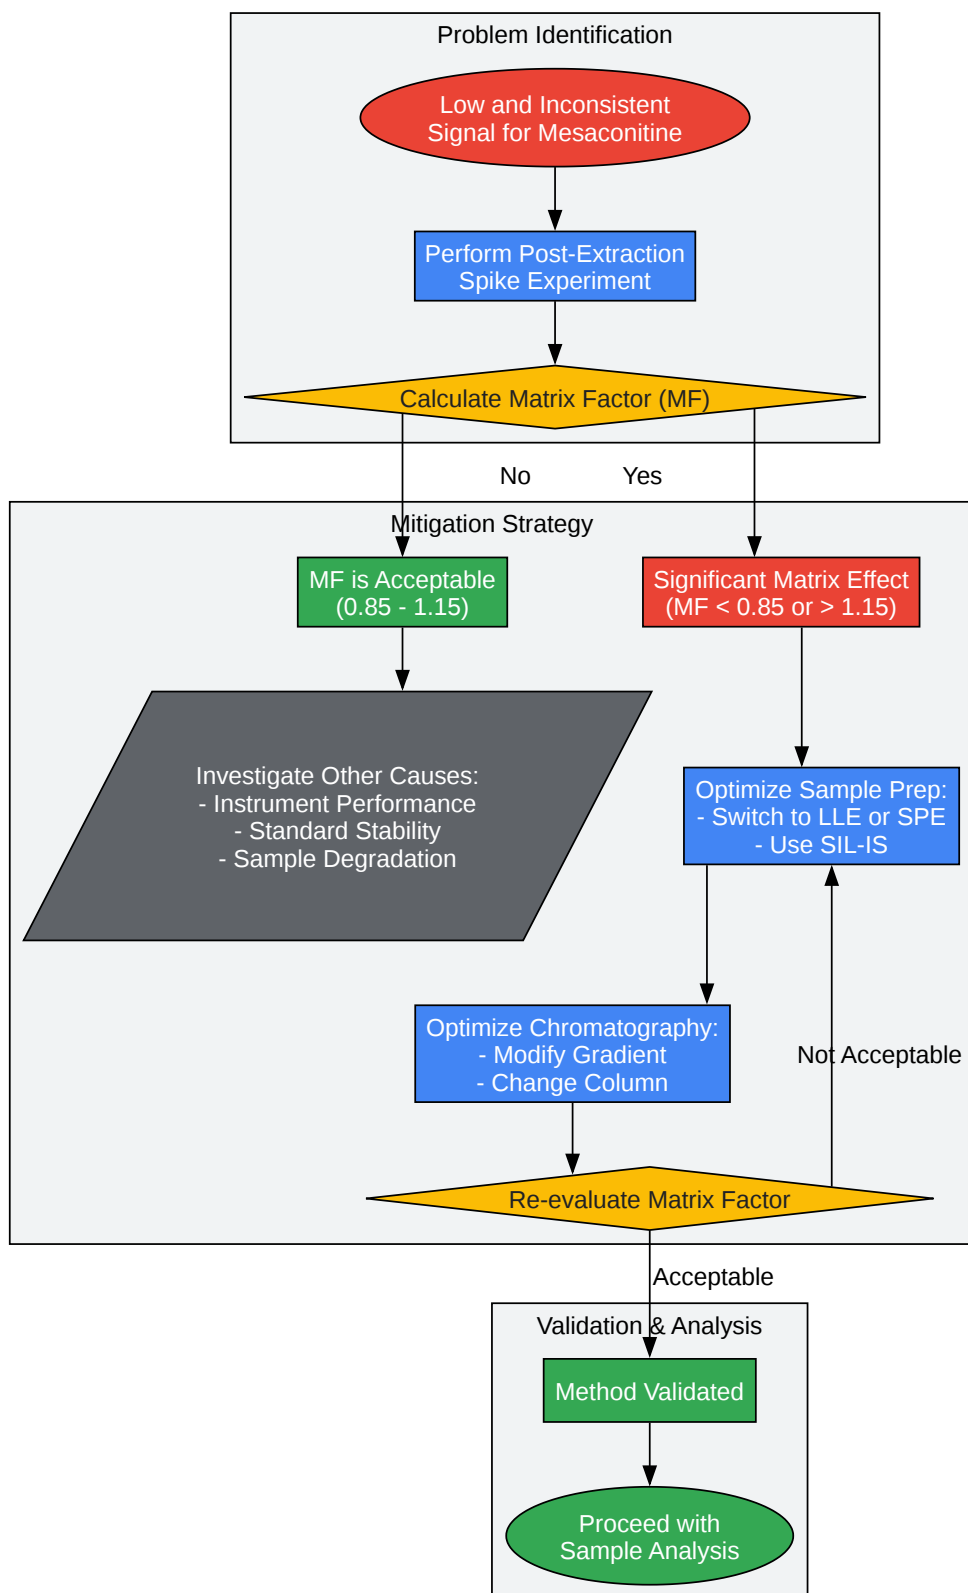 Problem Identification
Low and Inconsistent
Signal for Mesaconitine
Perform Post-Extraction
Spike Experiment
Calculate Matrix Factor (MF)
No
Yes
Mitigation Strategy
MF is Acceptable
(0.85 - 1.15)
Significant Matrix Effect
(MF < 0.85 or > 1.15)
Investigate Other Causes:
- Instrument Performance
- Standard Stability
- Sample Degradation
Optimize Sample Prep:
- Switch to LLE or SPE
- Use SIL-IS
Optimize Chromatography:
- Modify Gradient
- Change Column
Not Acceptable
Re-evaluate Matrix Factor
Acceptable
Validation & Analysis
Method Validated
Proceed with
Sample Analysis